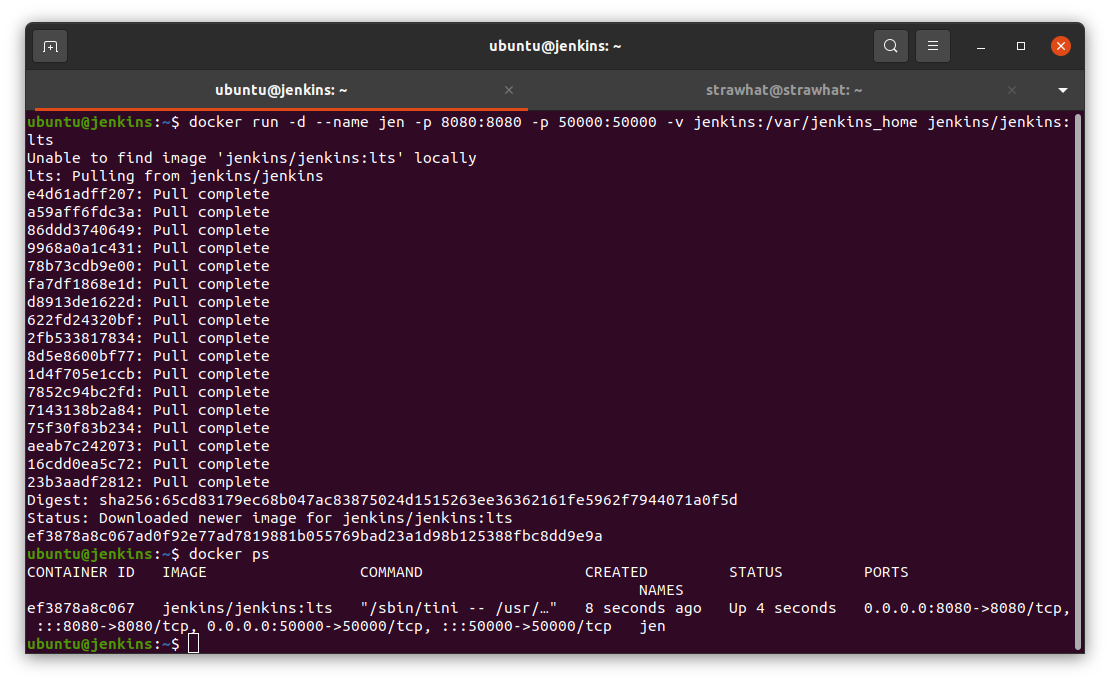 ubuntu@jenkins: ~
ubuntu@jenkins: ~
strawhat@strawhat: ~
ubuntu@jenkins:~$ docker run -d --name jen -p 8080:8080 -p 50000:50000 -v jenkins:/var/jenkins_home jenkins/jenkins:
lts
Unable to find image 'jenkins/jenkins:lts' locally
lts: Pulling from jenkins/jenkins
e4d61adff207: Pull complete
a59aff6fdc3a: Pull complete
86ddd3740649: Pull complete
9968a0a1c431: Pull complete
78b73cdb9e00: Pull complete
fa7df1868e1d: Pull complete
d8913de1622d: Pull complete
622fd24320bf: Pull complete
2fb533817834: Pull complete
8d5e8600bf77: Pull complete
1d4f705e1ccb: Pull complete
7852c94bc2fd: Pull complete
7143138b2a84: Pull complete
75f30f83b234: Pull complete
aeab7c242073: Pull complete
16cdd0ea5c72: Pull complete
23b3aadf2812: Pull complete
Digest: sha256:65cd83179ec68b047ac83875024d1515263ee36362161fe5962f7944071a0f5d
Status: Downloaded newer image for jenkins/jenkins:lts
ef3878a8c067ad0f92e77ad7819881b055769bad23a1d98b125388fbc8dd9e9a
ubuntu@jenkins:~$ docker ps
CONTAINER ID   IMAGE                 COMMAND                  CREATED         STATUS         PORTS
NAMES
ef3878a8c067   jenkins/jenkins:lts   "/sbin/tini -- /usr/…"   8 seconds ago   Up 4 seconds   0.0.0.0:8080->8080/tcp,
:::8080->8080/tcp, 0.0.0.0:50000->50000/tcp, :::50000->50000/tcp   jen
ubuntu@jenkins:~$